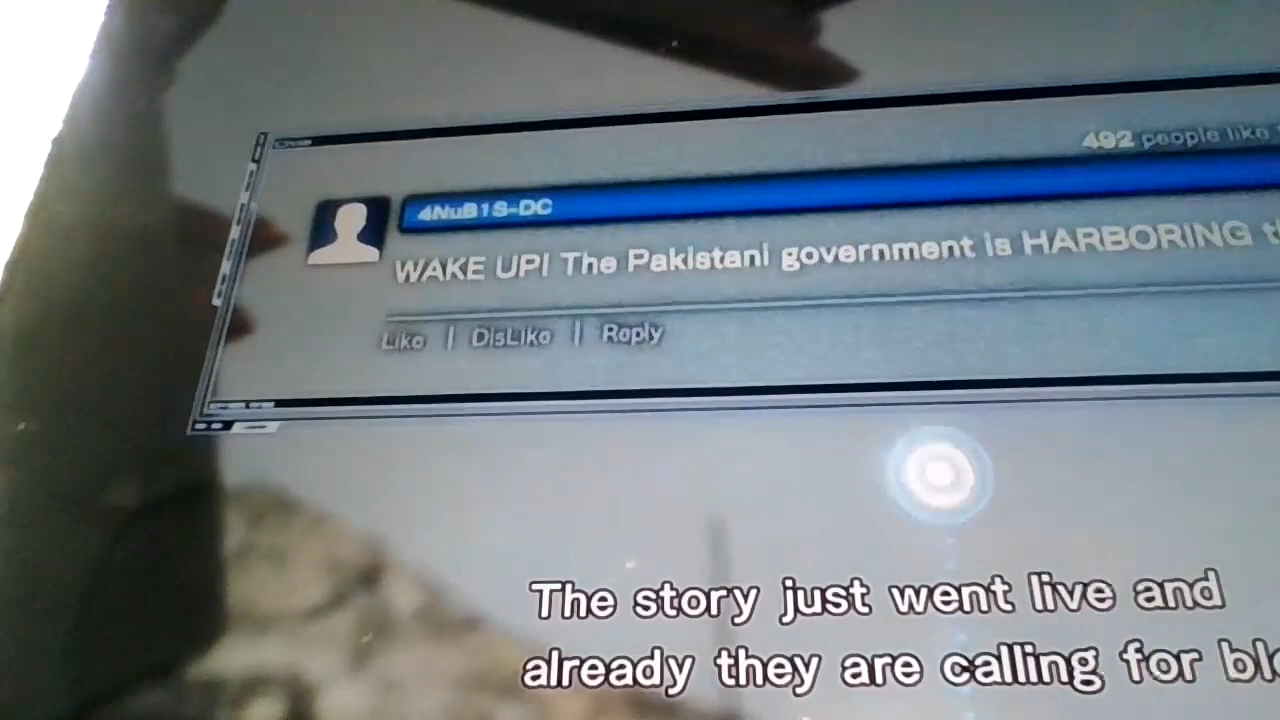 492 people like
4NuB1S-DC
WAKE UP! The Pakistani government is HARBORING
Like | DisLike | Reply
The story just went live and
already they are calling for